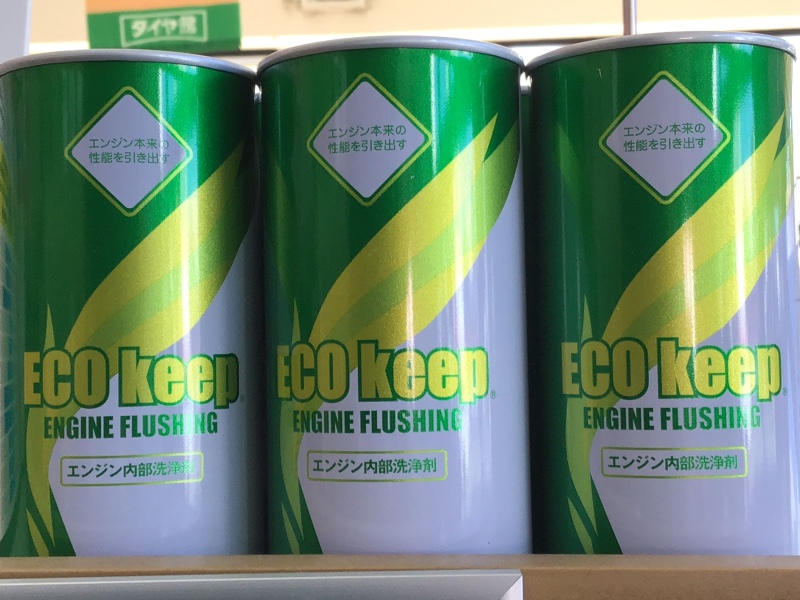 タイヤ館
エンジン本来の
性能を引き出す
ECO keep
ENGINE FLUSHING
エンジン内部洗浄剤
エンジン本来の
性能を引き出す
ECO keep®
ENGINE FLUSHING
エンジン内部洗浄剤
エンジン本来の
性能を引き出す
ECO keep®
ENGINE FLUSHING
エンジン内部洗浄剤